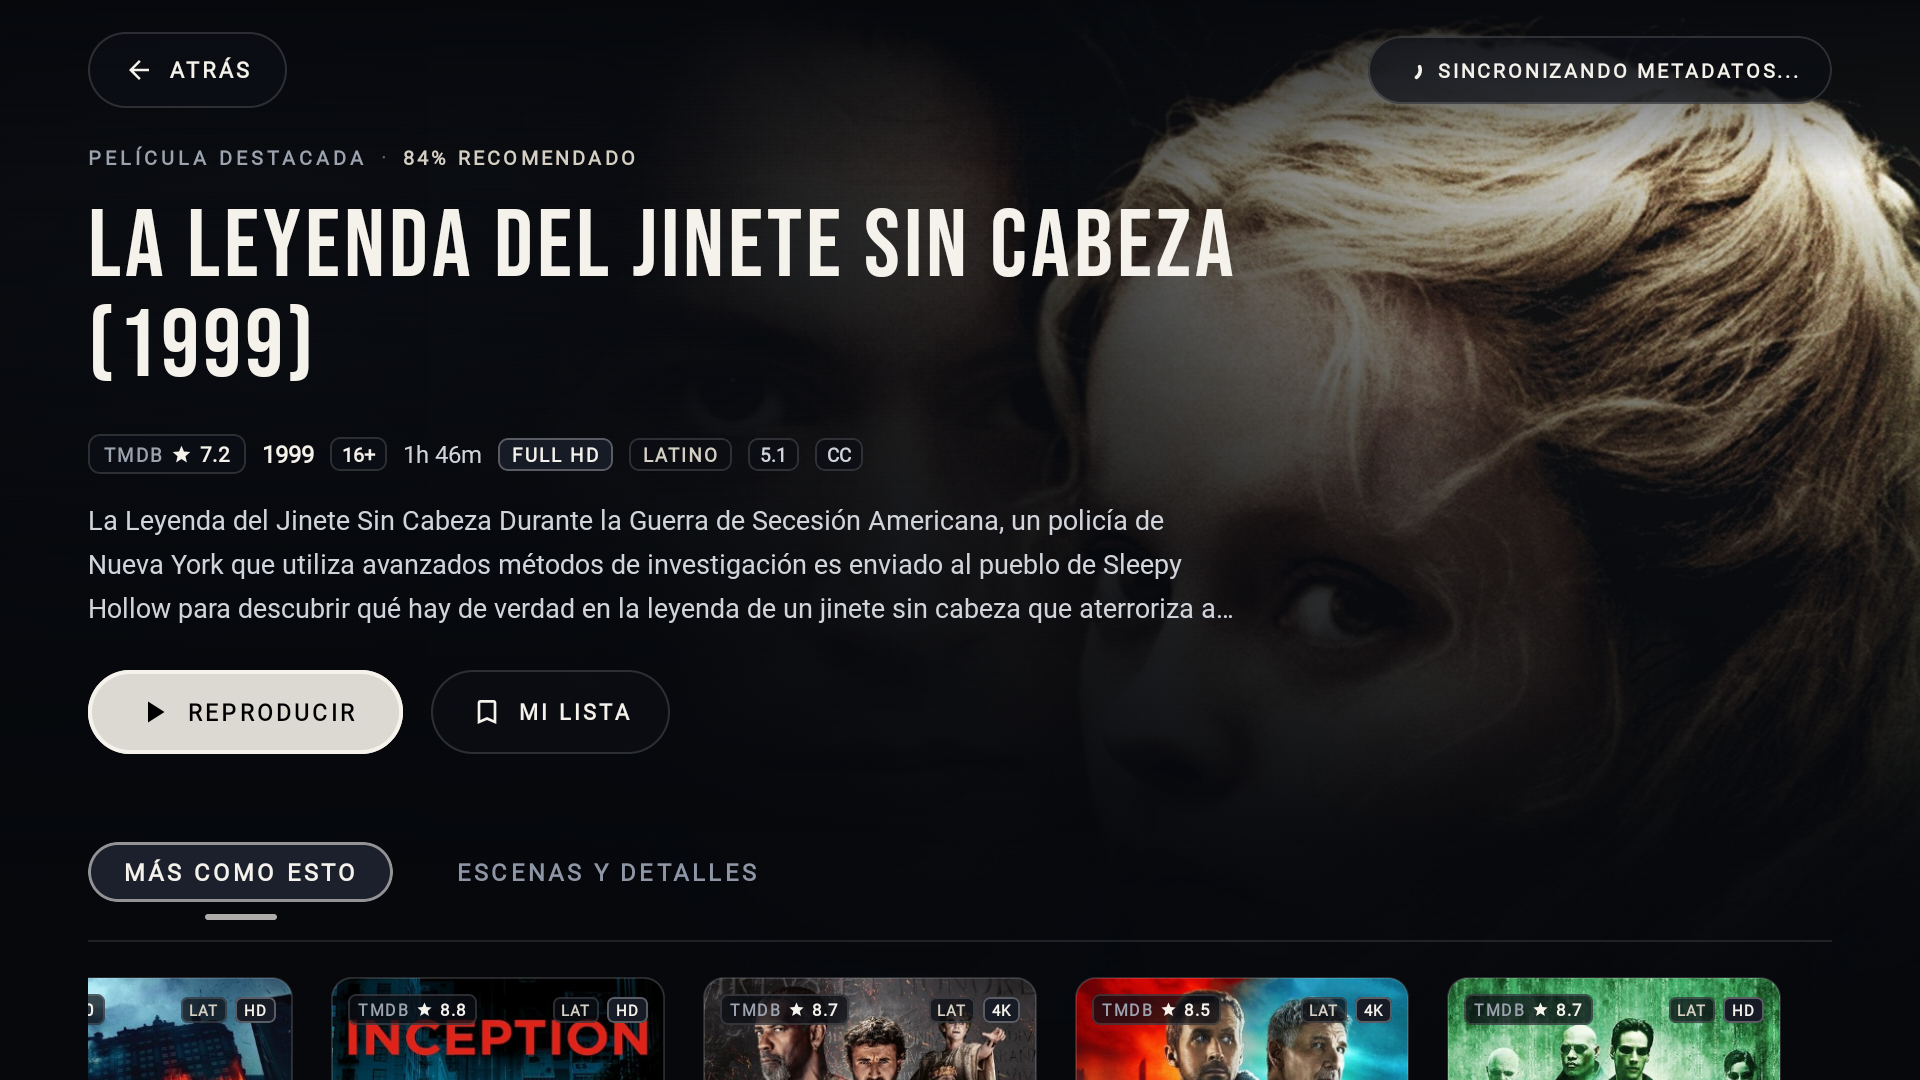 ATRÁS
SINCRONIZANDO METADATOS...
PELÍCULA DESTACADA · 84% RECOMENDADO
LA LEYENDA DEL JINETE SIN CABEZA
(1999)
TMDB ★ 7.2 1999 16+ 1h 46m FULL HD LATINO 5.1 CC
La Leyenda del Jinete Sin Cabeza Durante la Guerra de Secesión Americana, un policía de
Nueva York que utiliza avanzados métodos de investigación es enviado al pueblo de Sleepy
Hollow para descubrir qué hay de verdad en la leyenda de un jinete sin cabeza que aterroriza a...
REPRODUCIR
MI LISTA
MÁS COMO ESTO
ESCENAS Y DETALLES
LAT HD
TMDB ★ 8.8 LAT HD
INCEPTION
TMDB ★ 8.7 LAT 4K
TMDB ★ 8.5 LAT 4K
TMDB ★ 8.7 LAT HD